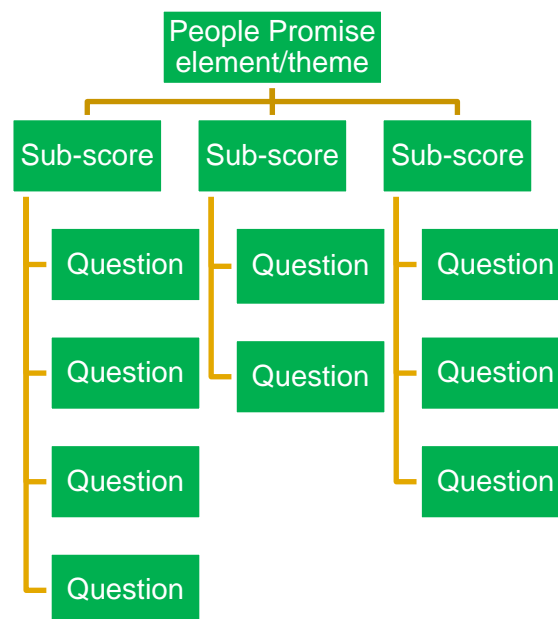 People Promise
element/theme
Sub-score
Sub-score
Sub-score
Question
Question
Question
Question
Question
Question
Question
Question
Question